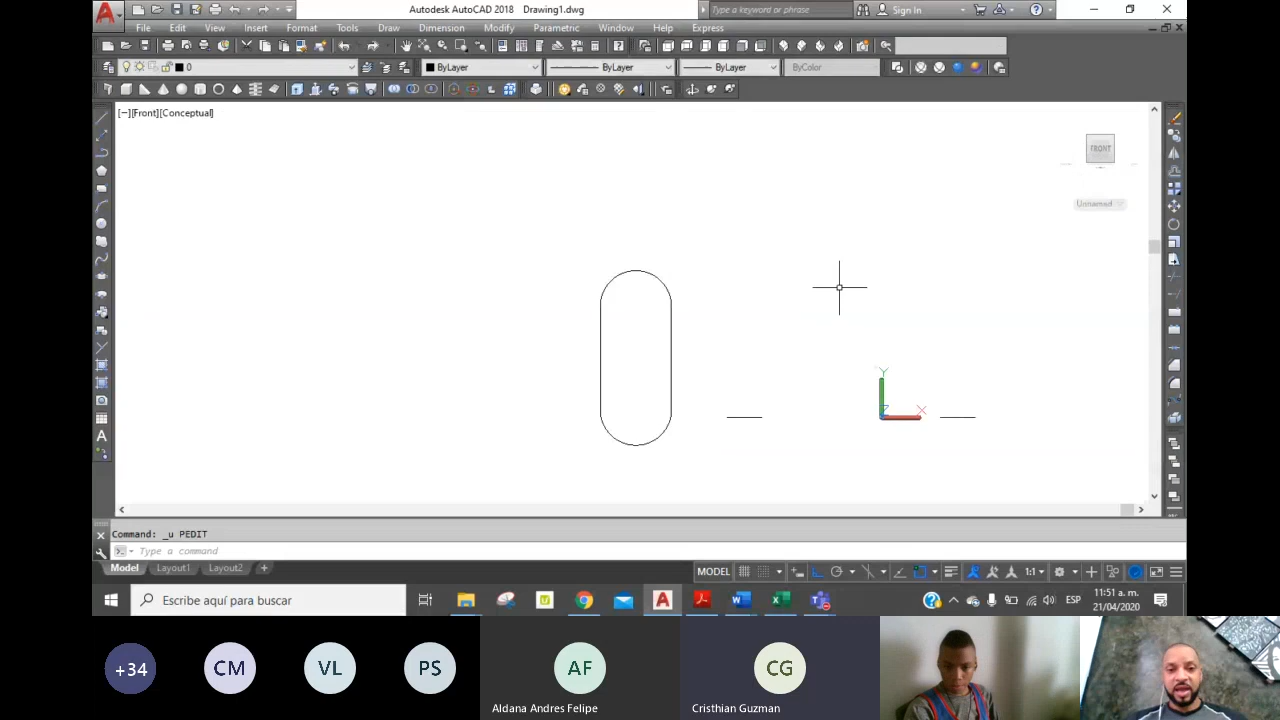 Autodesk AutoCAD 2018 Drawing1.dwg
Type a keyword or phrase
Sign In
File Edit View Insert Format Tools Draw Dimension Modify Parametric Window Help Express
0
ByLayer
ByLayer
ByLayer
ByColor
[−][Front][Conceptual]
FRONT
Unnamed
Y
X
Command: _u PEDIT
Type a command
Model Layout1 Layout2 +
MODEL
1:1
Escribe aquí para buscar
ESP
11:51 a. m.
21/04/2020
+34
CM
VL
PS
AF
CG
Aldana Andres Felipe
Cristhian Guzman